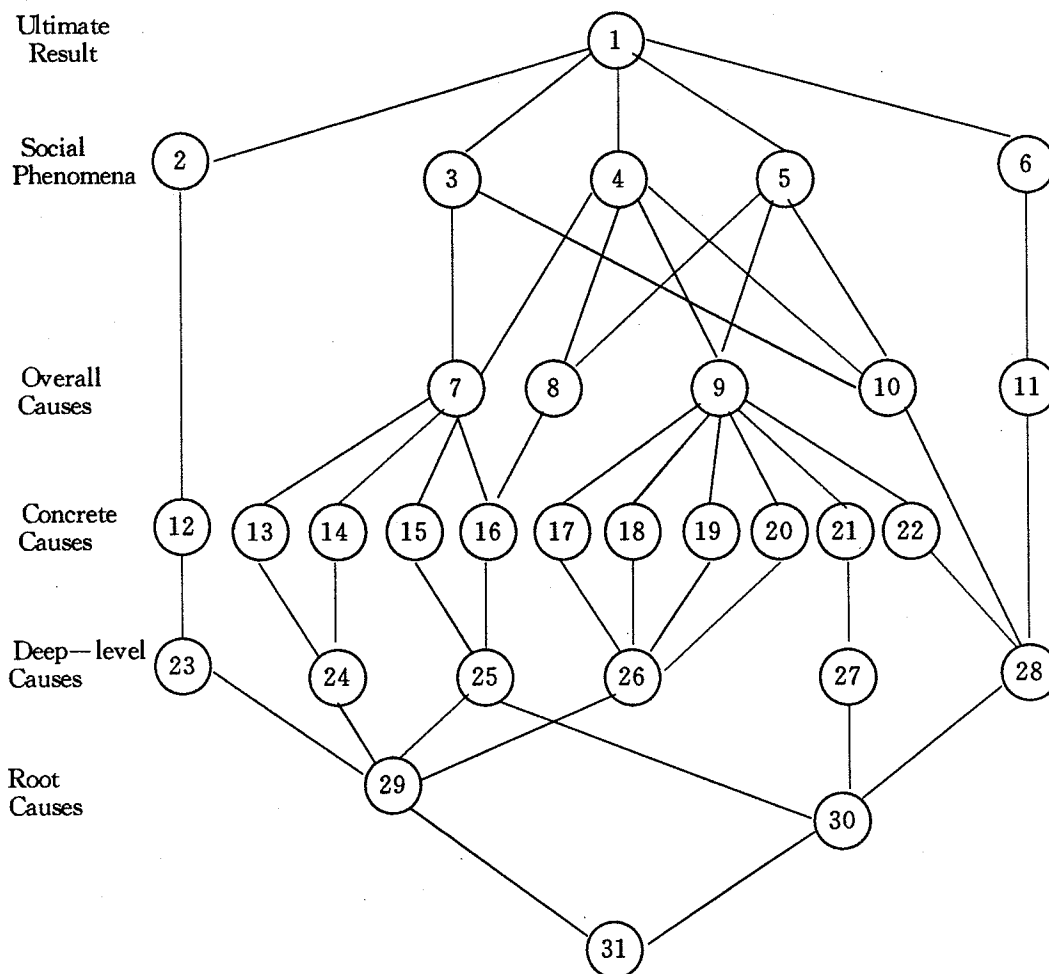 Ultimate
Result
1
Social
Phenomena
2
3
4
5
6
Overall
Causes
7
8
9
10
11
Concrete
Causes
12
13
14
15
16
17
18
19
20
21
22
Deep—level
Causes
23
24
25
26
27
28
Root
Causes
29
30
31